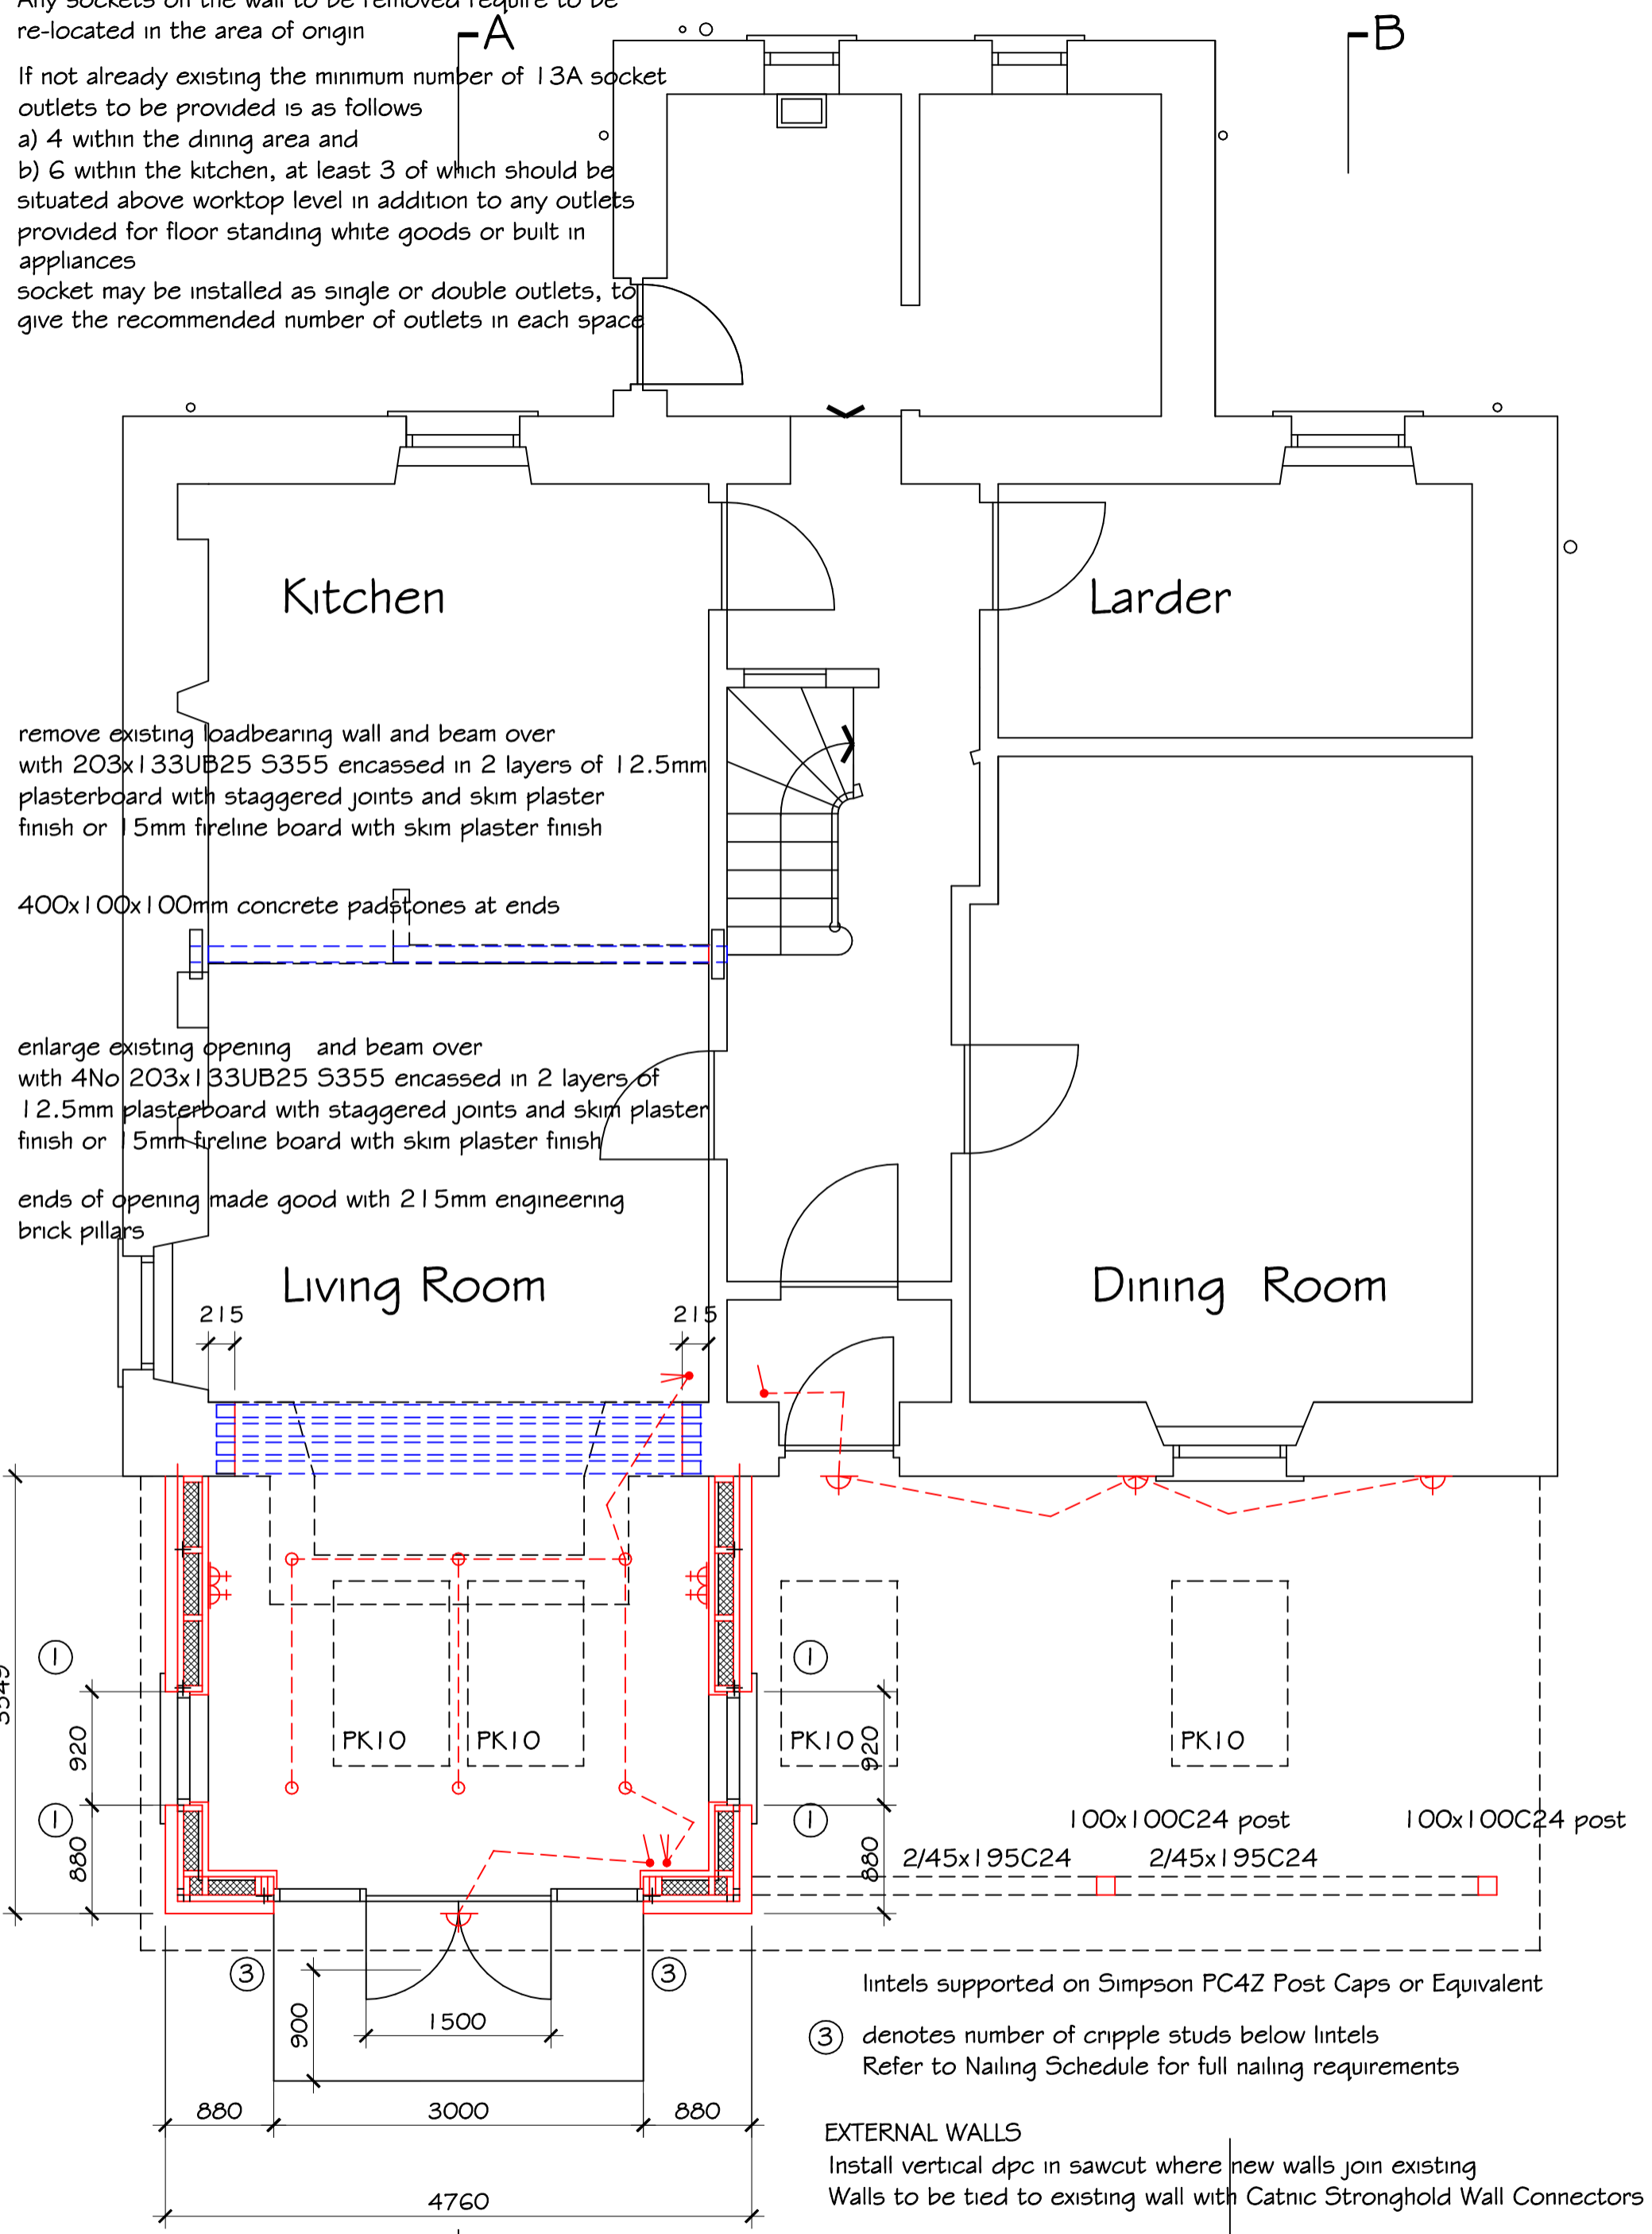 Any sockets on the wall to be removed require to be
re-located in the area of origin
A
B
If not already existing the minimum number of 13A socket
outlets to be provided is as follows
a) 4 within the dining area and
b) 6 within the kitchen, at least 3 of which should be
situated above worktop level in addition to any outlets
provided for floor standing white goods or built in
appliances
socket may be installed as single or double outlets, to
give the recommended number of outlets in each space
Kitchen
Larder
remove existing loadbearing wall and beam over
with 203x133UB25 S355 encassed in 2 layers of 12.5mm
plasterboard with staggered joints and skim plaster
finish or 15mm fireline board with skim plaster finish
400x100x100mm concrete padstones at ends
enlarge existing opening and beam over
with 4No 203x133UB25 S355 encassed in 2 layers of
12.5mm plasterboard with staggered joints and skim plaster
finish or 15mm fireline board with skim plaster finish
ends of opening made good with 215mm engineering
brick pillars
Living Room
Dining Room
215
215
1
1
920
PK10
PK10
PK10
920
PK10
1
1
880
880
100x100C24 post
100x100C24 post
2/45x195C24
2/45x195C24
3
3
900
1500
lintels supported on Simpson PC4Z Post Caps or Equivalent
3 denotes number of cripple studs below lintels
Refer to Nailing Schedule for full nailing requirements
880
3000
880
EXTERNAL WALLS
Install vertical dpc in sawcut where new walls join existing
Walls to be tied to existing wall with Catnic Stronghold Wall Connectors
4760